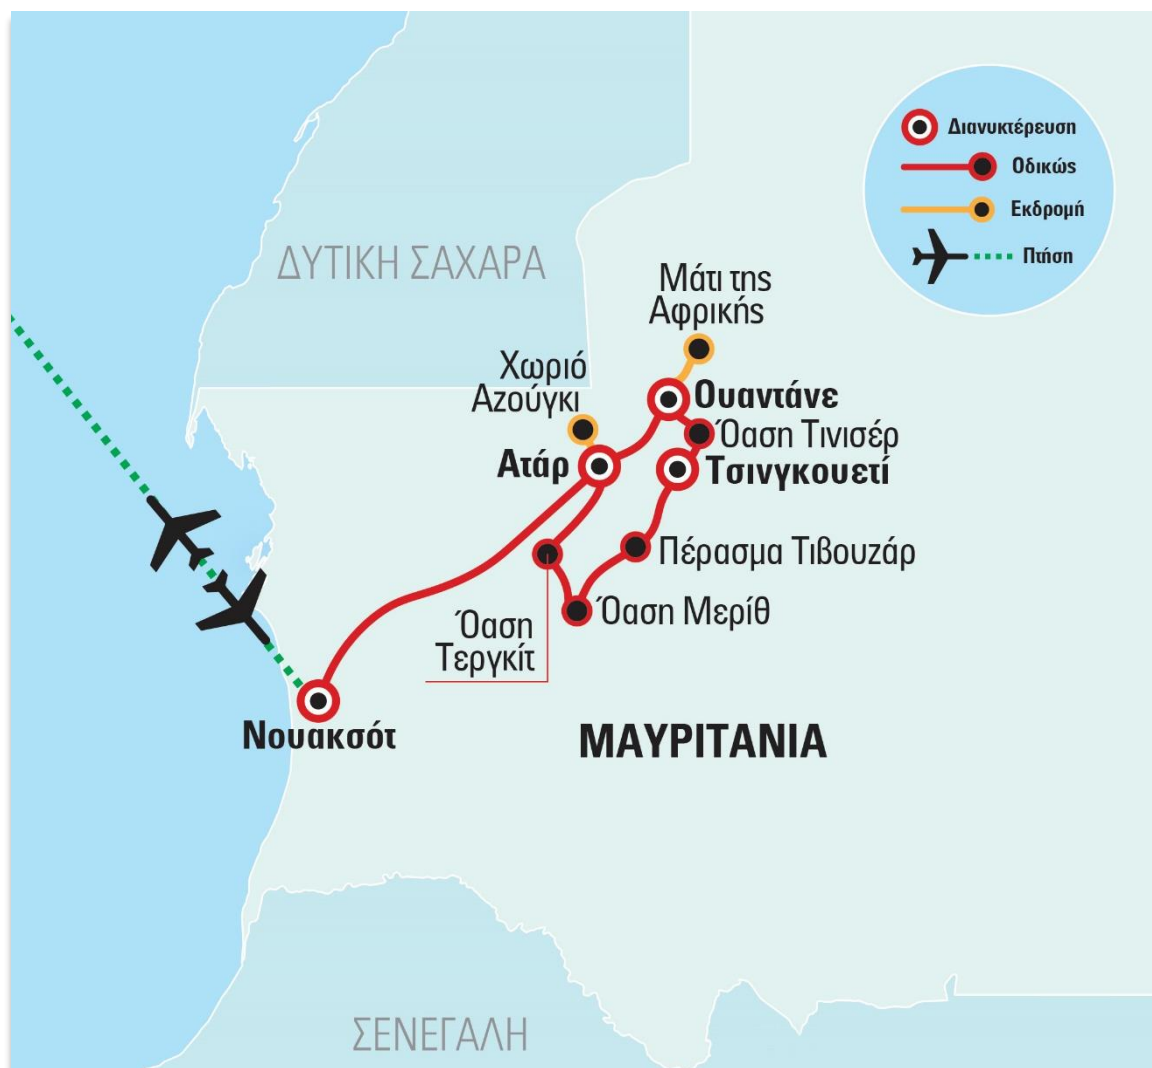 Διανυκτέρευση
Οδικώς
Εκδρομή
Πτήση
ΔΥΤΙΚΗ ΣΑΧΑΡΑ
Μάτι της
Αφρικής
Χωριό
Αζούγκι
Ουαντάνε
Όαση Τινισέρ
Ατάρ
Τσινγκουετί
Πέρασμα Τιβουζάρ
Όαση Μερίθ
Όαση
Τεργκίτ
Νουακσότ
ΜΑΥΡΙΤΑΝΙΑ
ΣΕΝΕΓΑΛΗ